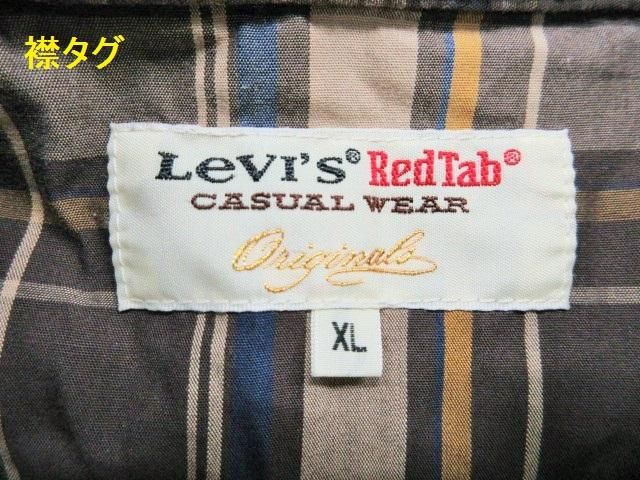 襟タグ
Levi's® RedTab®
CASUAL WEAR
Originals
XL